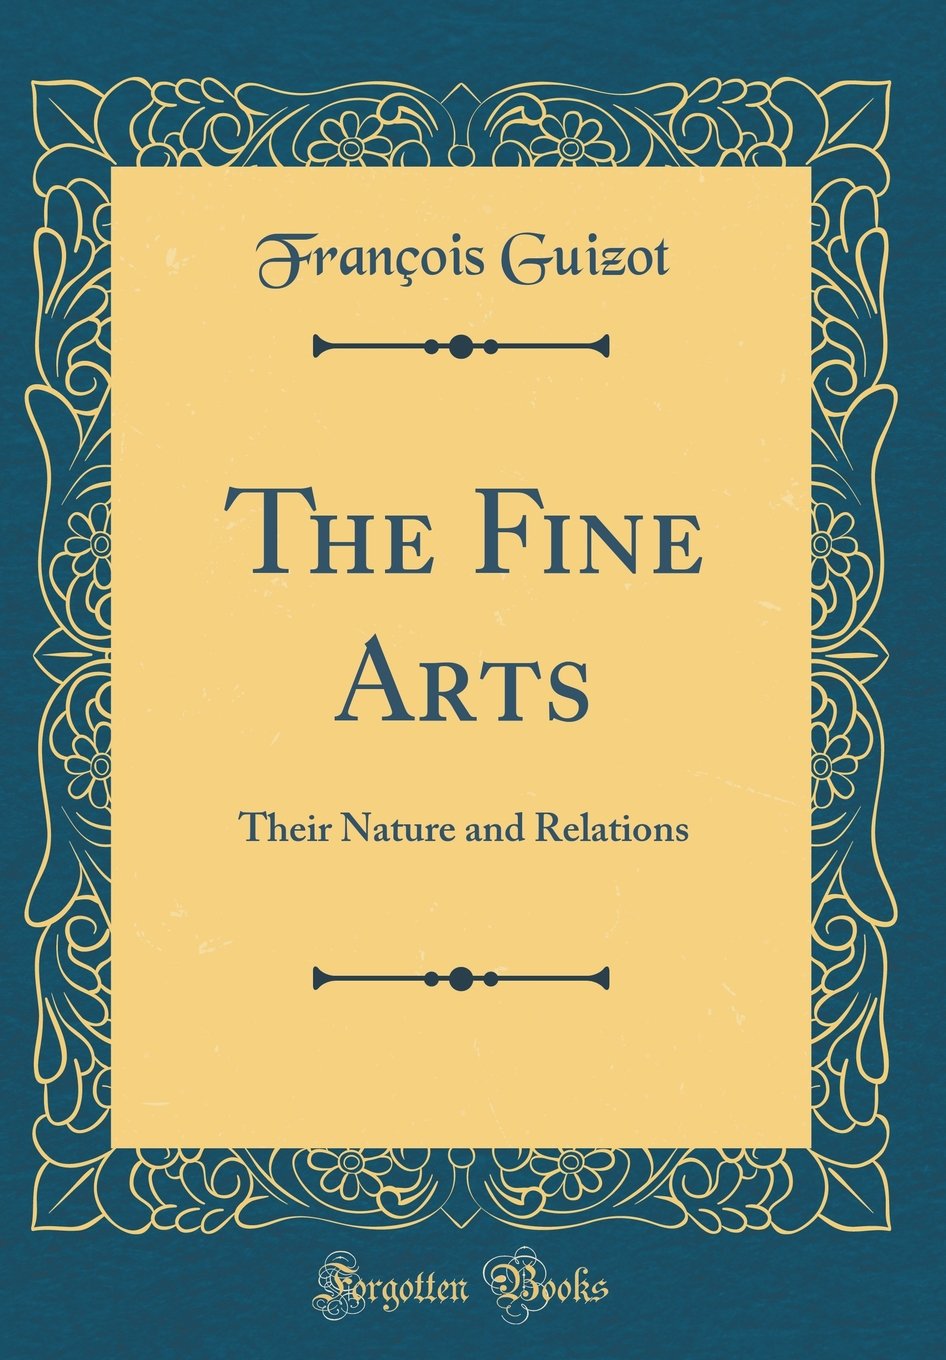 François Guizot
The Fine
Arts
Their Nature and Relations
Forgotten Books